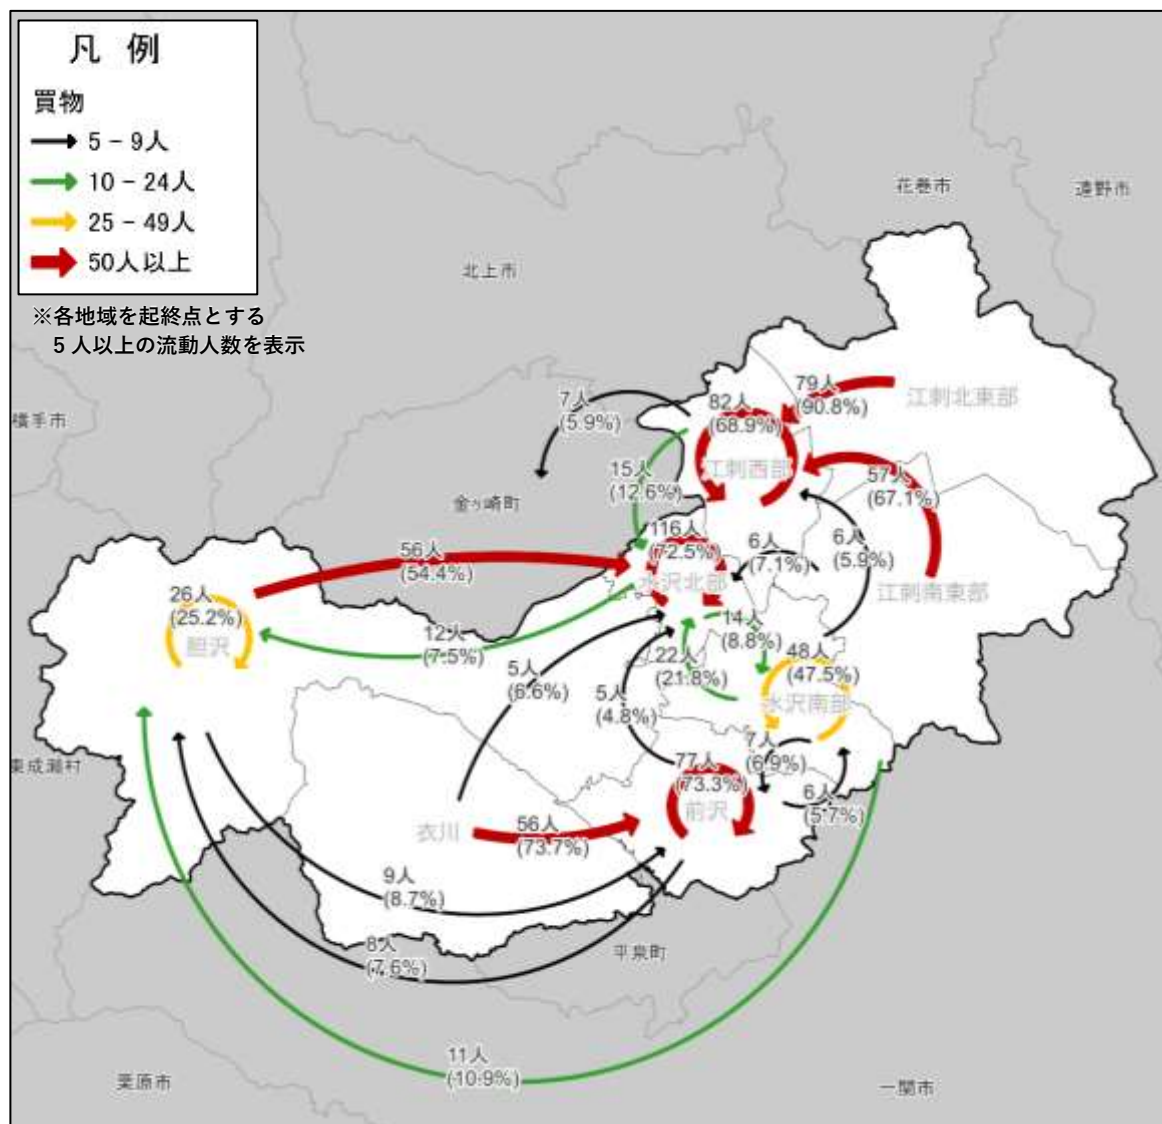 凡 例
買物
5 - 9人
10 - 24人
25 - 49人
50人以上
※各地域を起終点とする
5 人以上の流動人数を表示
花巻市
遠野市
北上市
横手市
金ヶ崎町
東成瀬村
平泉町
栗原市
一関市
江刺北東部
江刺西部
江刺南東部
水沢北部
水沢南部
胆沢
衣川
前沢
79人
(90.8%)
82人
(68.9%)
7人
(5.9%)
57人
(67.1%)
15人
(12.6%)
116人
(72.5%)
6人
(7.1%)
6人
(5.9%)
56人
(54.4%)
26人
(25.2%)
12人
(7.5%)
14人
(8.8%)
22人
(21.8%)
48人
(47.5%)
5人
(6.6%)
5人
(4.8%)
7人
(6.9%)
77人
(73.3%)
6人
(5.7%)
56人
(73.7%)
9人
(8.7%)
8人
(7.6%)
11人
(10.9%)